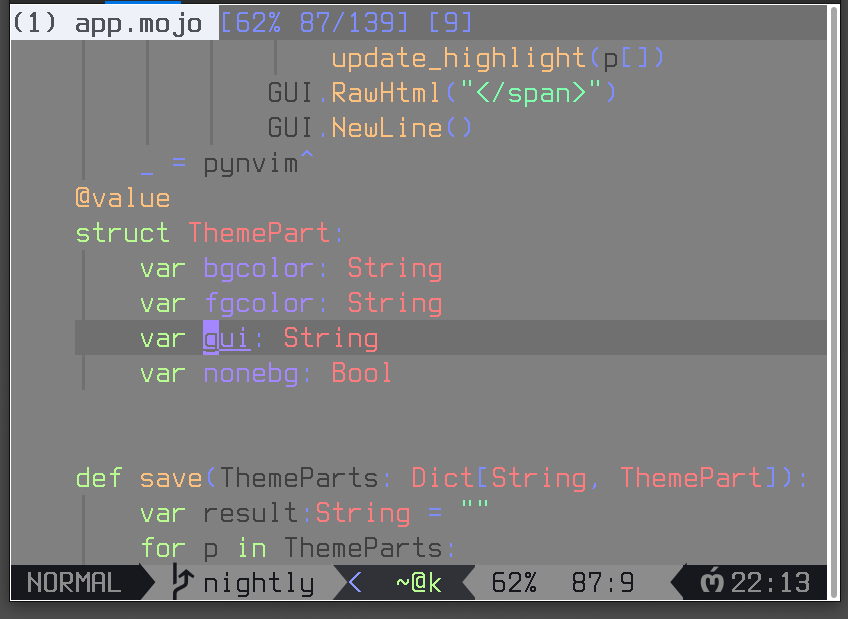 (1) app.mojo [62% 87/139] [9]
update_highlight(p[])
GUI.RawHtml("</span>")
GUI.NewLine()
_ = pynvim^
@value
struct ThemePart:
var bgcolor: String
var fgcolor: String
var gui: String
var nonebg: Bool
def save(ThemeParts: Dict[String, ThemePart]):
var result:String = ""
for p in ThemeParts:
NORMAL nightly < ~@k 62% 87:9 22:13